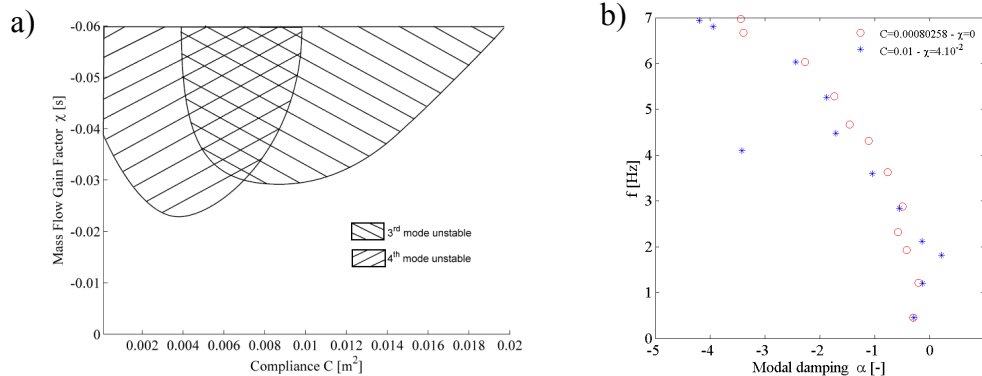 a)
-0.06
-0.05
-0.04
-0.03
-0.02
-0.01
0
Mass Flow Gain Factor χ [s]
3rd mode unstable
4th mode unstable
0.002 0.004 0.006 0.008 0.01 0.012 0.014 0.016 0.018 0.02
Compliance C [m²]
b)
7
6
5
4
3
2
1
0
f [Hz]
C=0.00080258 - χ=0
C=0.01 - χ=4.10⁻²
-5 -4 -3 -2 -1 0
Modal damping α [-]